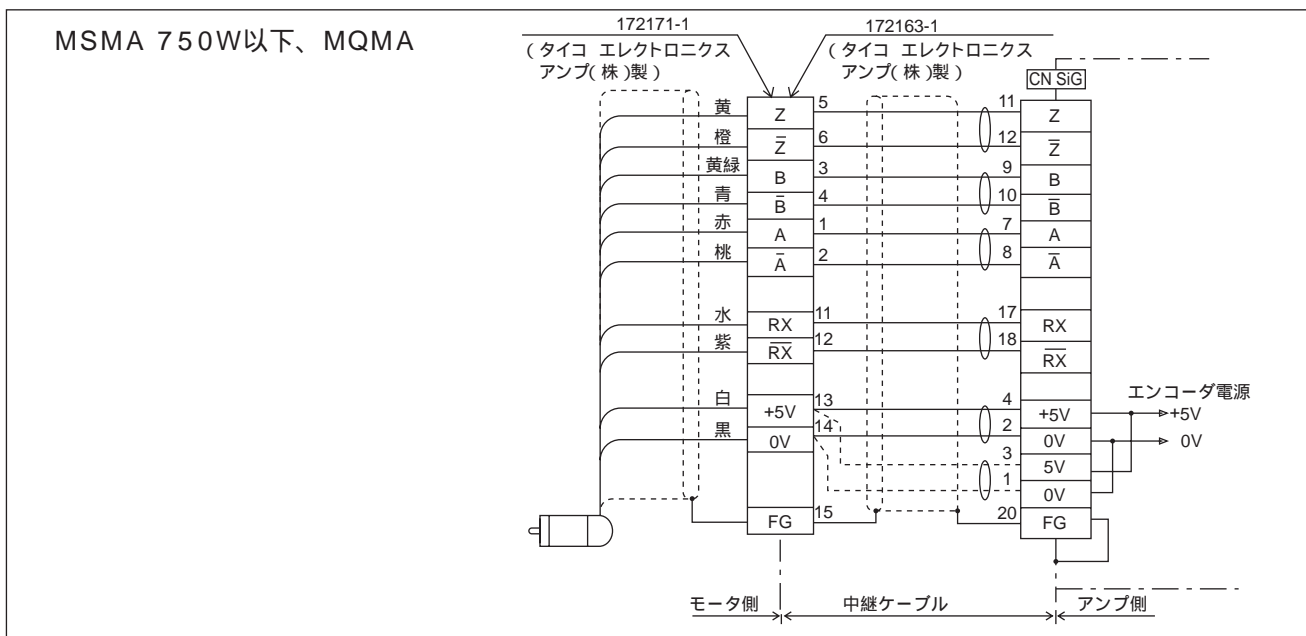 MSMA 750W以下、MQMA
172171-1
(タイコ エレクトロニクス
アンプ(株)製)
172163-1
(タイコ エレクトロニクス
アンプ(株)製)
CN SiG
黄 Z 5 11 Z
橙 Z̅ 6 12 Z̅
黄緑 B 3 9 B
青 B̅ 4 10 B̅
赤 A 1 7 A
桃 A̅ 2 8 A̅
水 RX 11 17 RX
紫 R̅X̅ 12 18 R̅X̅
エンコーダ電源
白 +5V 13 4 +5V +5V
黒 0V 14 2 0V 0V
3 5V
1 0V
FG 15 20 FG
モータ側 中継ケーブル アンプ側